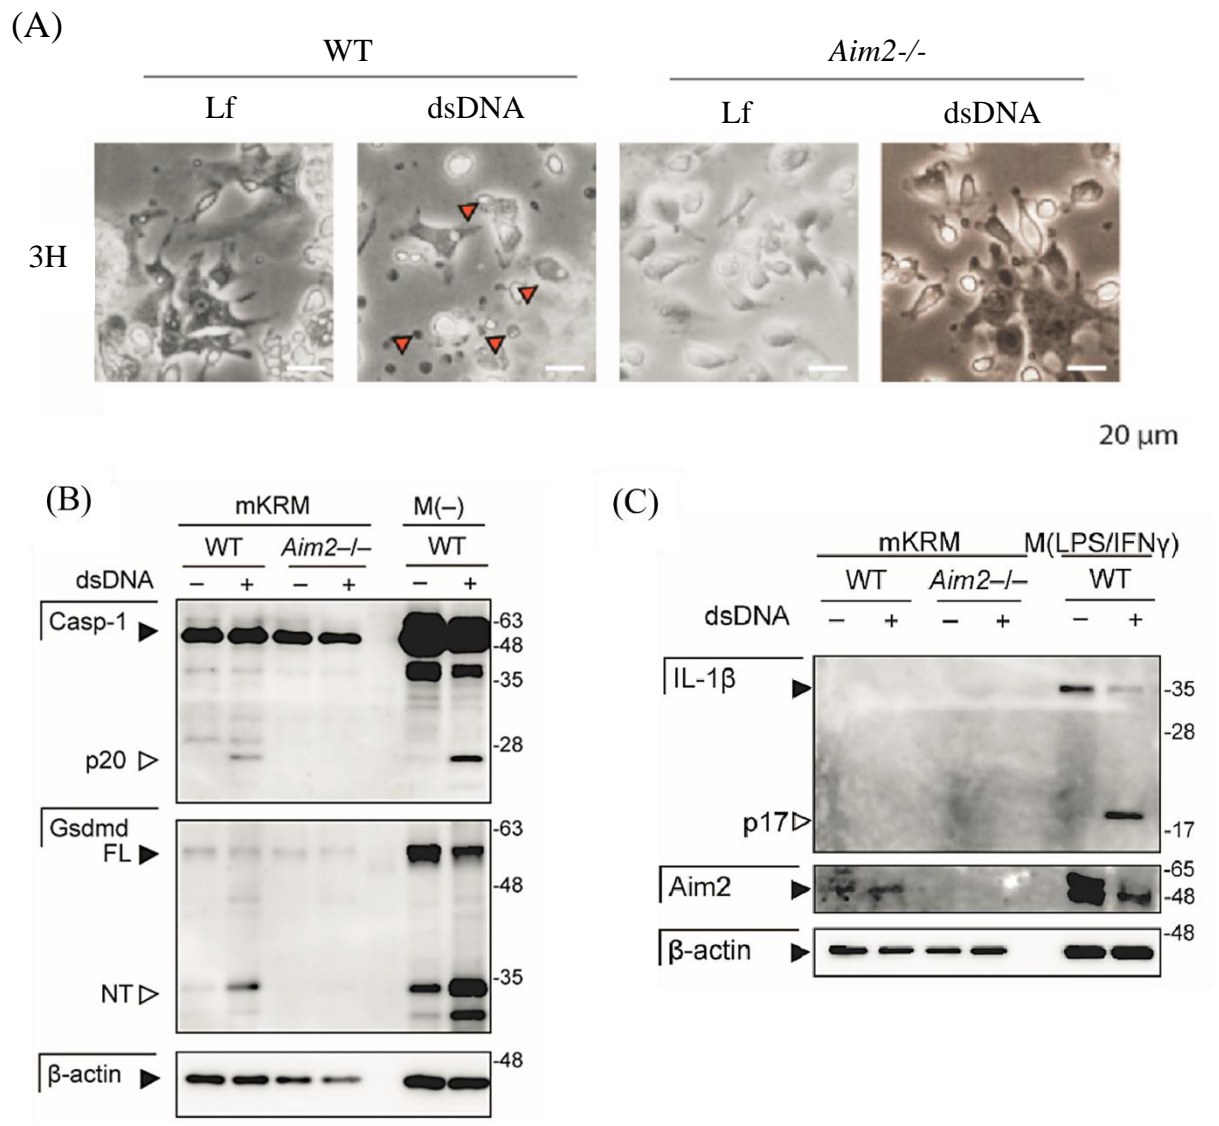 (A)
WT Aim2-/-
Lf dsDNA Lf dsDNA
3H
20 µm
(B)
mKRM M(–)
WT Aim2–/– WT
dsDNA – + – + – +
Casp-1
-63
-48
-35
-28
p20
Gsdmd
FL
-63
-48
-35
NT
β-actin
-48
(C)
mKRM M(LPS/IFNγ)
WT Aim2–/– WT
dsDNA – + – + – +
IL-1β
-35
-28
p17
-17
Aim2
-65
-48
β-actin
-48